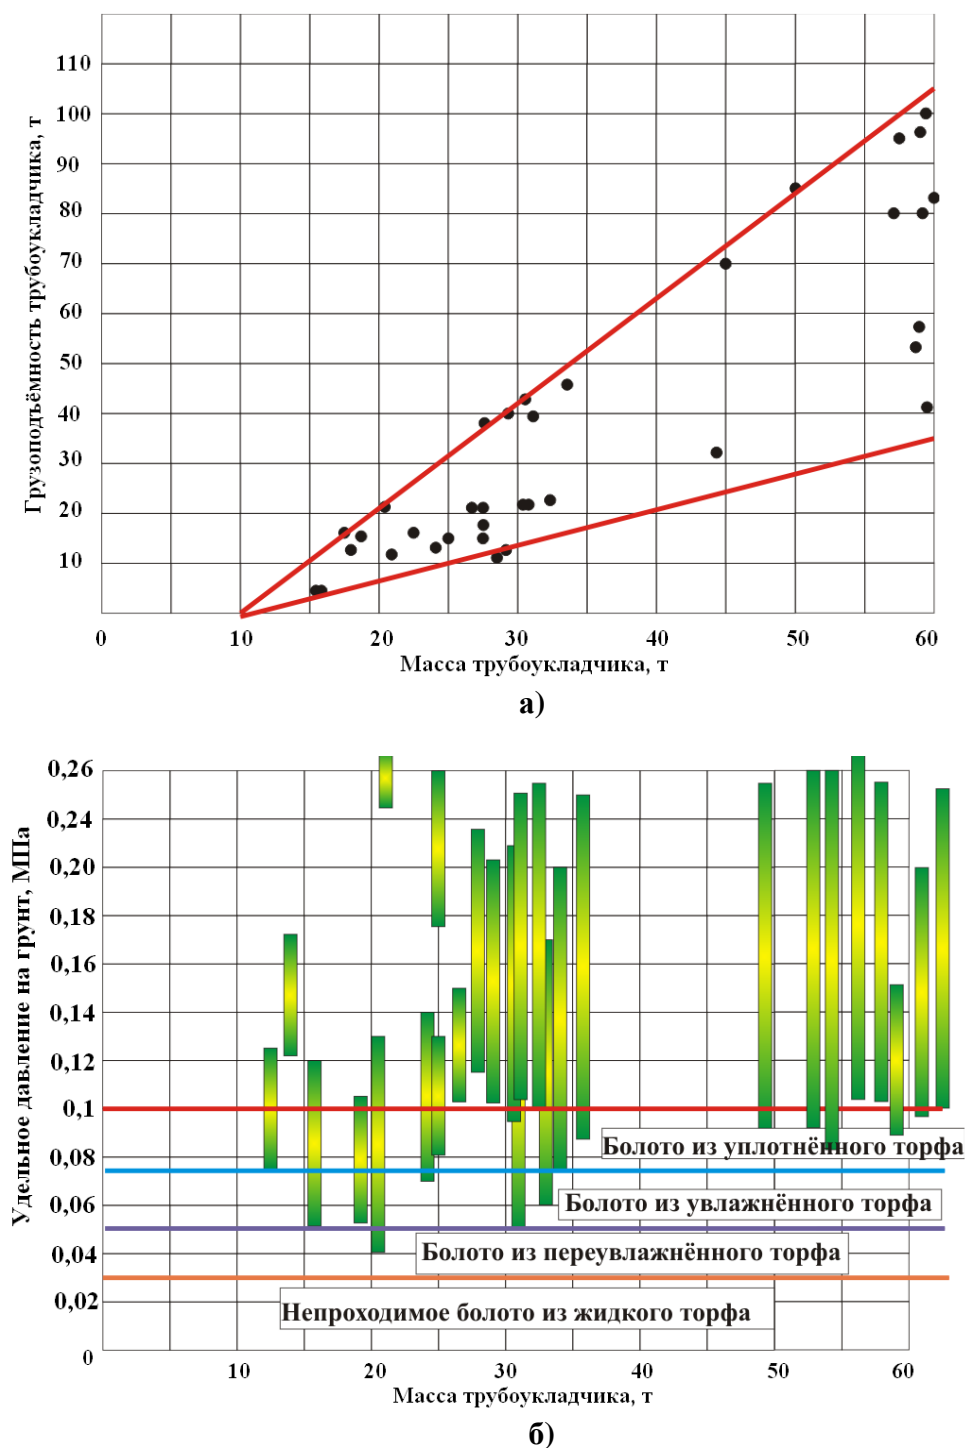 Грузоподъёмность трубоукладчика, т
110
100
90
80
70
60
50
40
30
20
10
0 10 20 30 40 50 60
Масса трубоукладчика, т
а)
Удельное давление на грунт, МПа
0,26
0,24
0,20
0,18
0,16
0,14
0,12
0,1
0,08
0,06
0,04
0,02
0
Болото из уплотнённого торфа
Болото из увлажнённого торфа
Болото из переувлажнённого торфа
Непроходимое болото из жидкого торфа
10 20 30 40 50 60
Масса трубоукладчика, т
б)